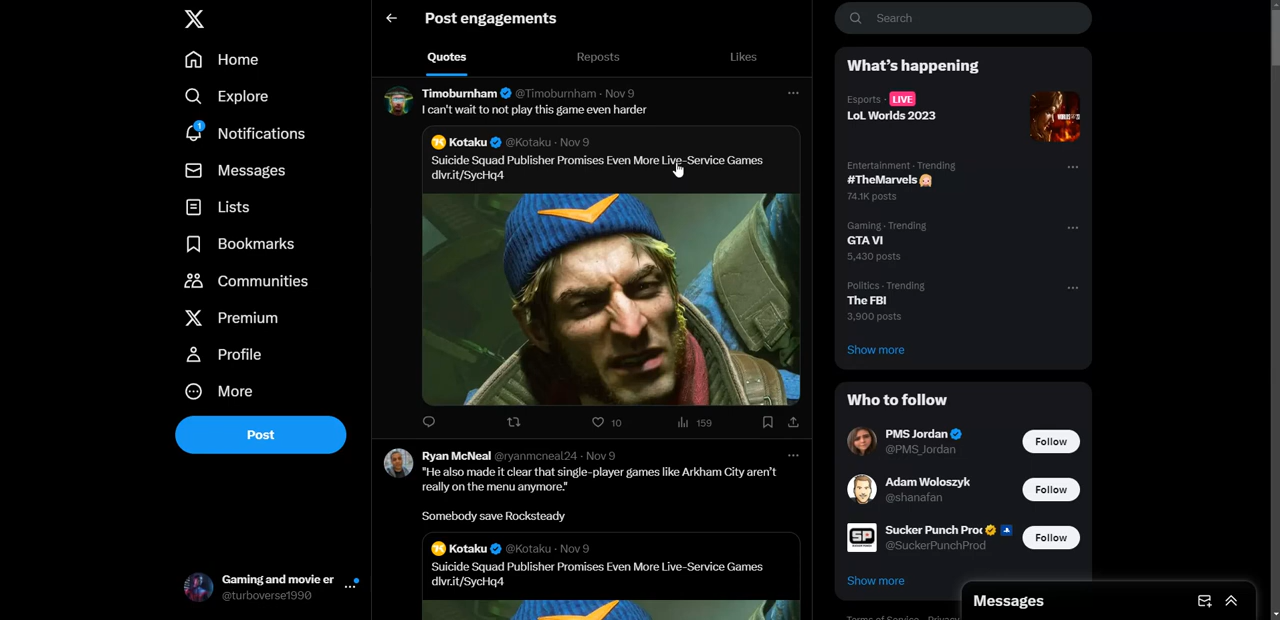 Home
Explore
1
Notifications
Messages
Lists
Bookmarks
Communities
Premium
Profile
More
Post
Gaming and movie er
@turboverse1990
Post engagements
Quotes
Reposts
Likes
Timoburnham @Timoburnham · Nov 9
I can't wait to not play this game even harder
Kotaku @Kotaku · Nov 9
Suicide Squad Publisher Promises Even More Live-Service Games
dlvr.it/SycHq4
10
159
Ryan McNeal @ryanmcneal24 · Nov 9
"He also made it clear that single-player games like Arkham City aren't
really on the menu anymore."
Somebody save Rocksteady
Kotaku @Kotaku · Nov 9
Suicide Squad Publisher Promises Even More Live-Service Games
dlvr.it/SycHq4
Search
What's happening
Esports · LIVE
LoL Worlds 2023
Entertainment · Trending
#TheMarvels
74.1K posts
Gaming · Trending
GTA VI
5,430 posts
Politics · Trending
The FBI
3,900 posts
Show more
Who to follow
PMS Jordan
@PMS_Jordan
Follow
Adam Woloszyk
@shanafan
Follow
SP
Sucker Punch Proc
@SuckerPunchProd
Follow
Show more
Messages